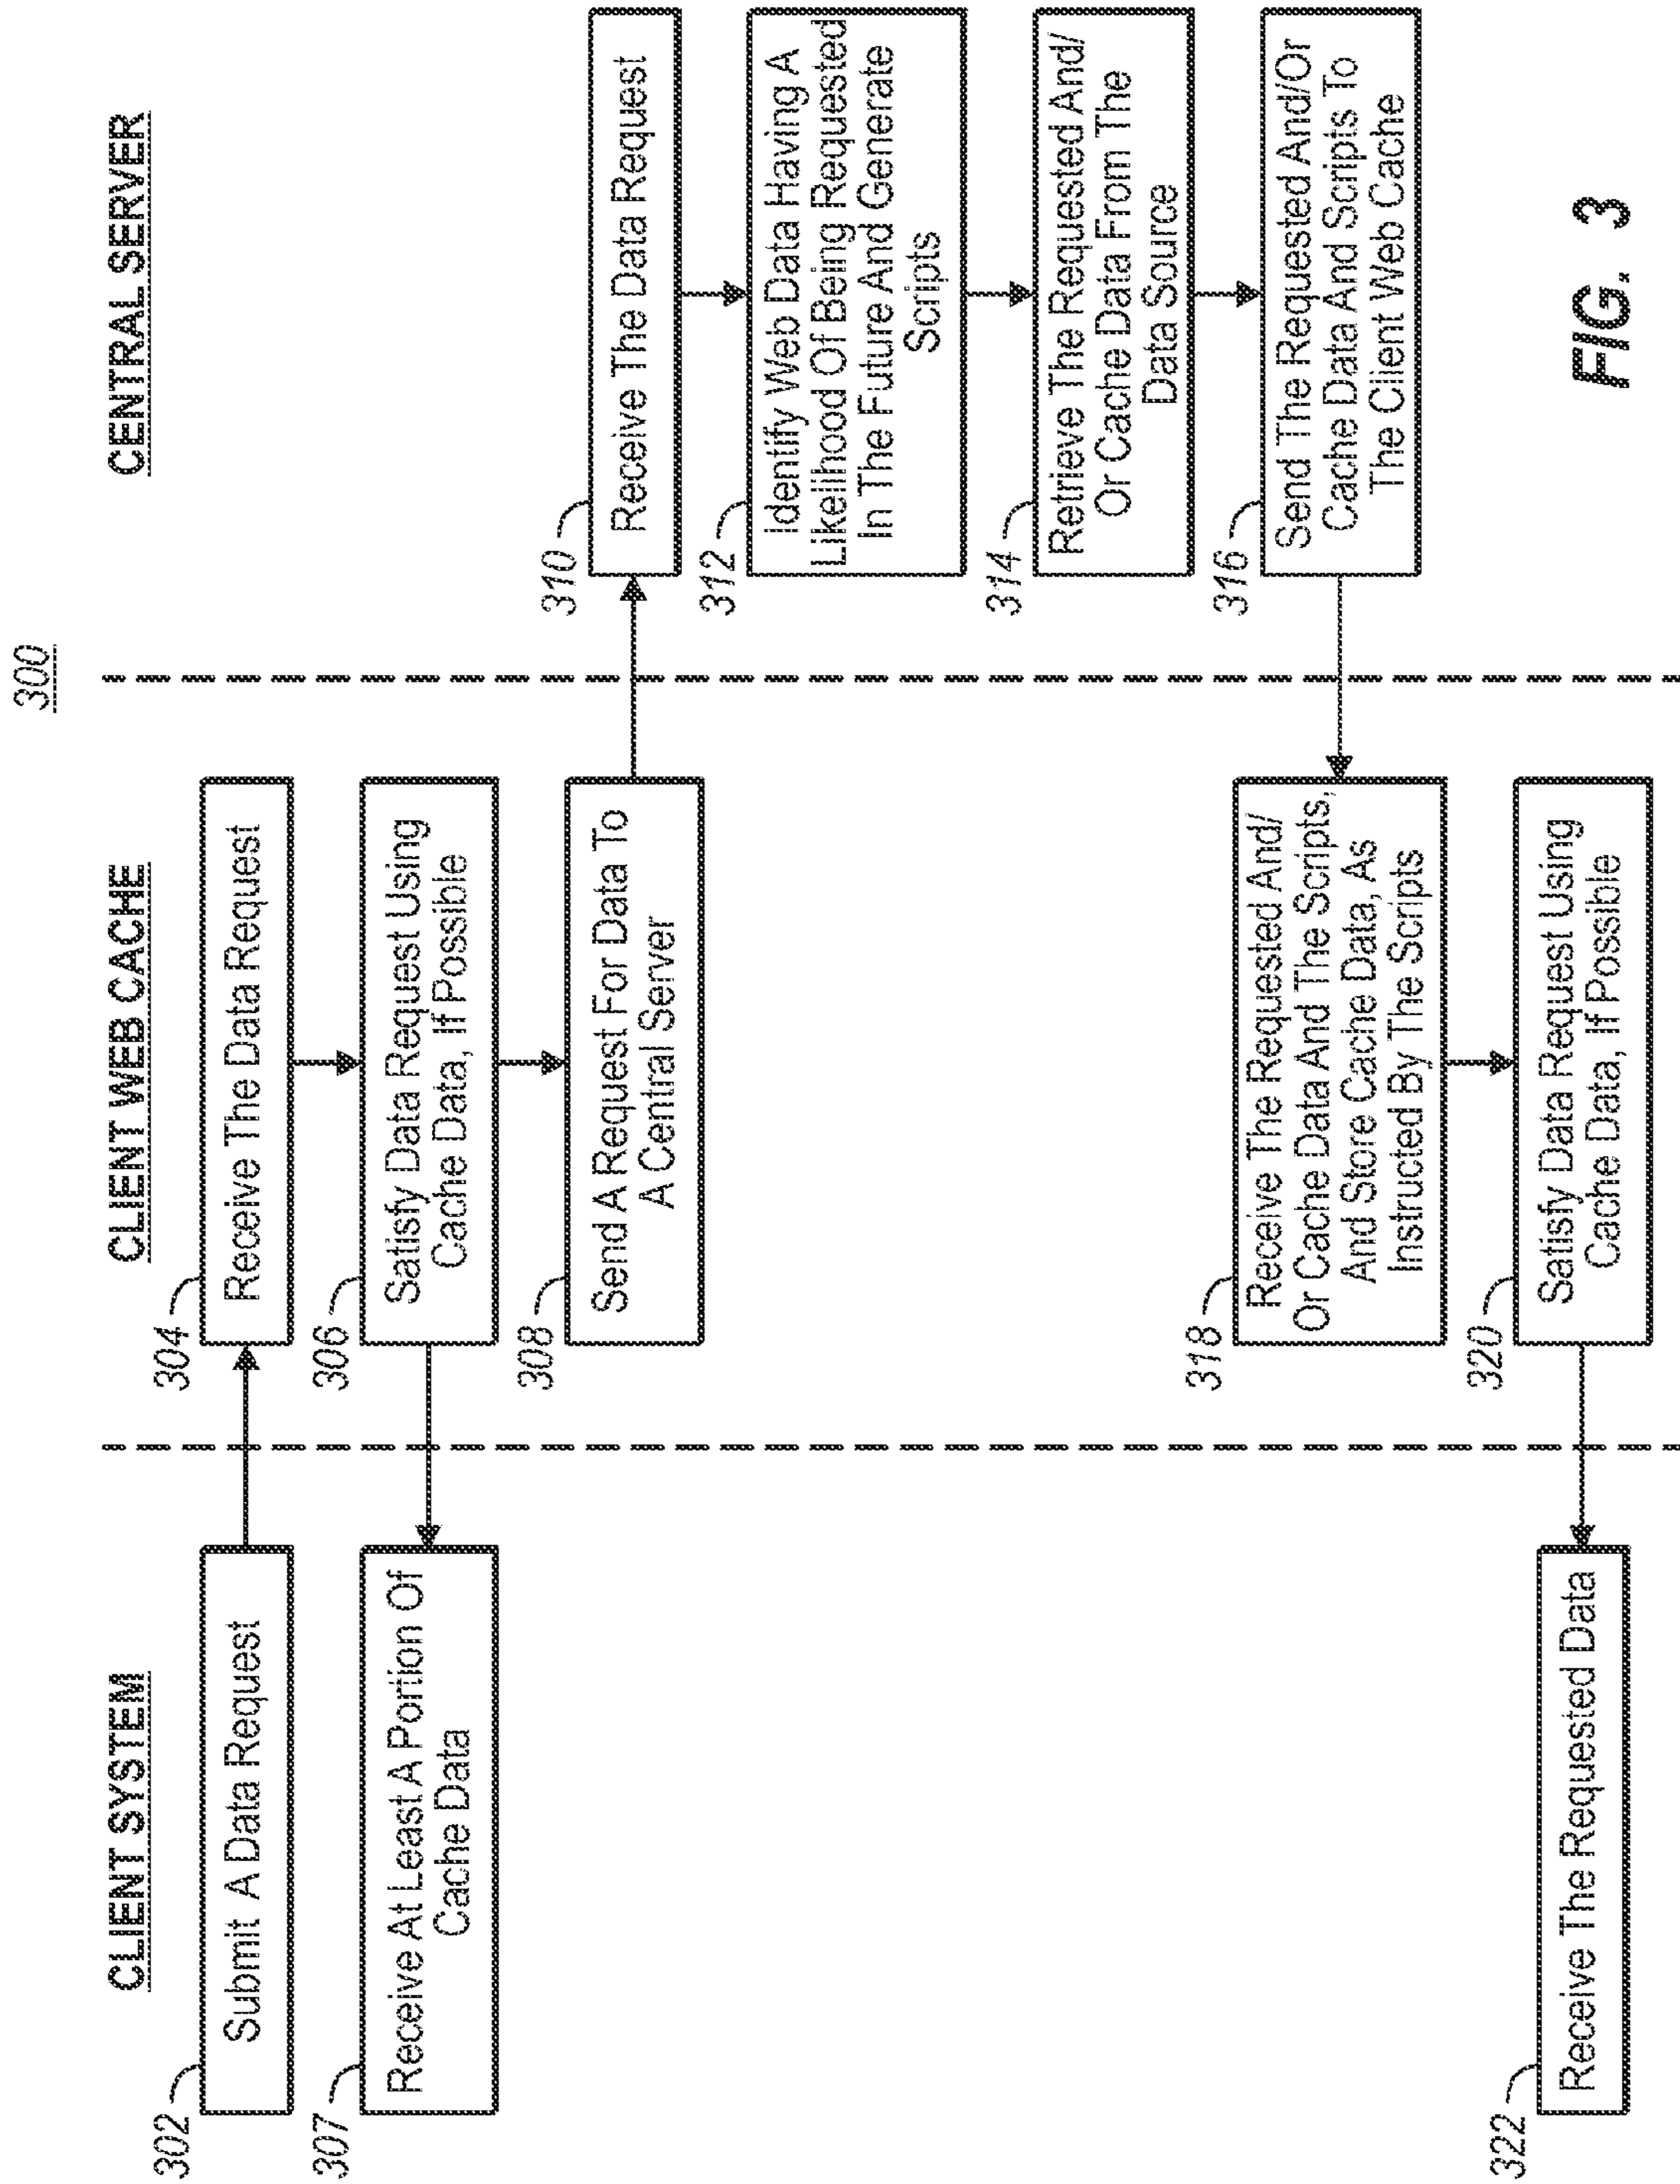 300
CLIENT SYSTEM
CLIENT WEB CACHE
CENTRAL SERVER
302
Submit A Data Request
304
Receive The Data Request
306
Satisfy Data Request Using
Cache Data, If Possible
307
Receive At Least A Portion Of
Cache Data
308
Send A Request For Data To
A Central Server
310
Receive The Data Request
312
Identify Web Data Having A
Likelihood Of Being Requested
In The Future And Generate
Scripts
314
Retrieve The Requested And/
Or Cache Data From The
Data Source
316
Send The Requested And/Or
Cache Data And Scripts To
The Client Web Cache
318
Receive The Requested And/
Or Cache Data And The Scripts,
And Store Cache Data, As
Instructed By The Scripts
320
Satisfy Data Request Using
Cache Data, If Possible
322
Receive The Requested Data
FIG. 3